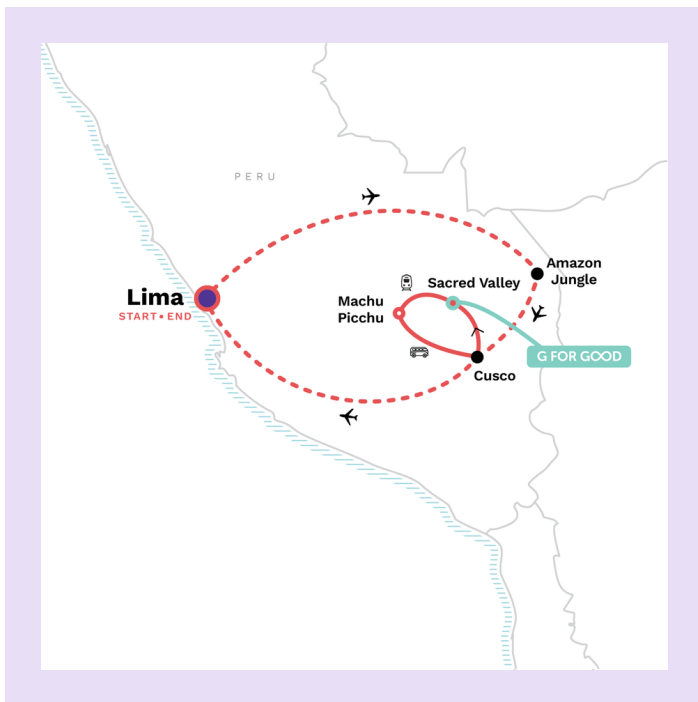 PERU
Amazon
Jungle
Sacred Valley
Lima
START • END
Machu
Picchu
G FOR GOOD
Cusco